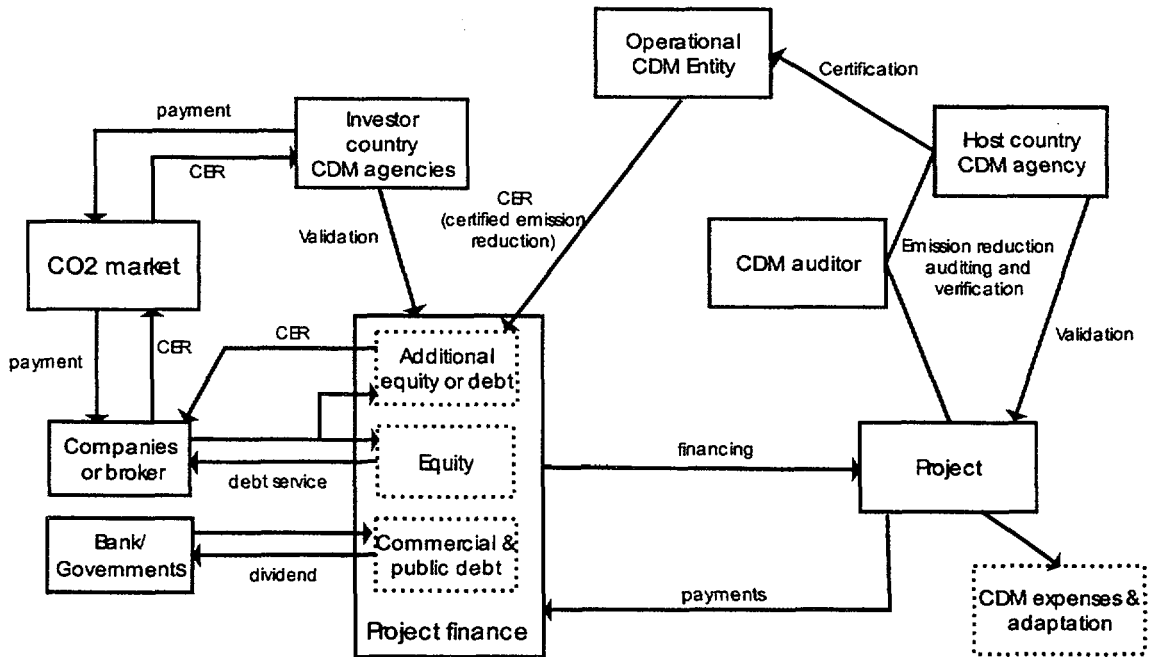 Operational
CDM Entity
Certification
payment
Investor
country
CDM agencies
CER
Host country
CDM agency
CER
(certified emission
reduction)
Validation
CO2 market
CDM auditor
Emission reduction
auditing and
verification
payment
CER
CER
Validation
Additional
equity or debt
Companies
or broker
Equity
debt service
financing
Project
Bank/
Governments
dividend
Commercial &
public debt
payments
CDM expenses &
adaptation
Project finance